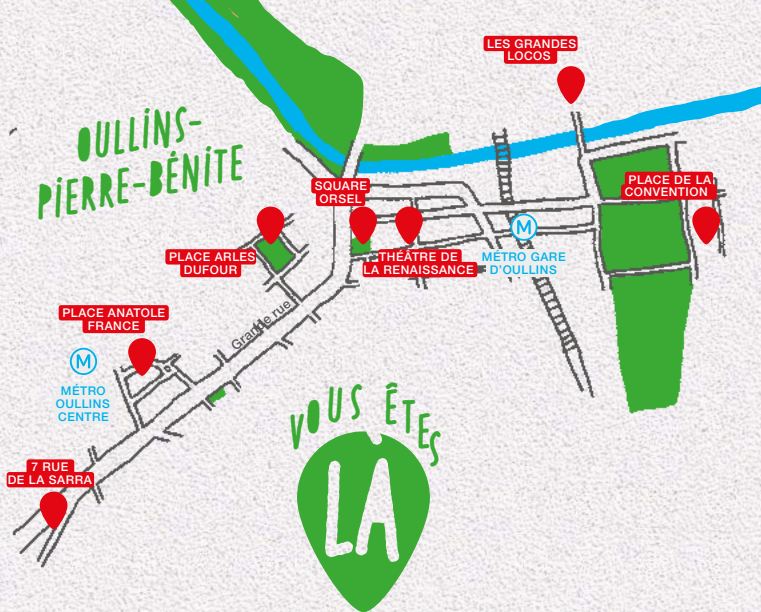 LES GRANDES
LOCOS
OULLiNS-
PiERRE-BÉNiTE
SQUARE
ORSEL
PLACE DE LA
CONVENTION
PLACE ARLES
DUFOUR
THÉÂTRE DE
LA RENAISSANCE
M
MÉTRO GARE
D'OULLINS
PLACE ANATOLE
FRANCE
Grande rue
M
MÉTRO
OULLINS
CENTRE
VOUS ÊTES
LÀ
7 RUE
DE LA SARRA